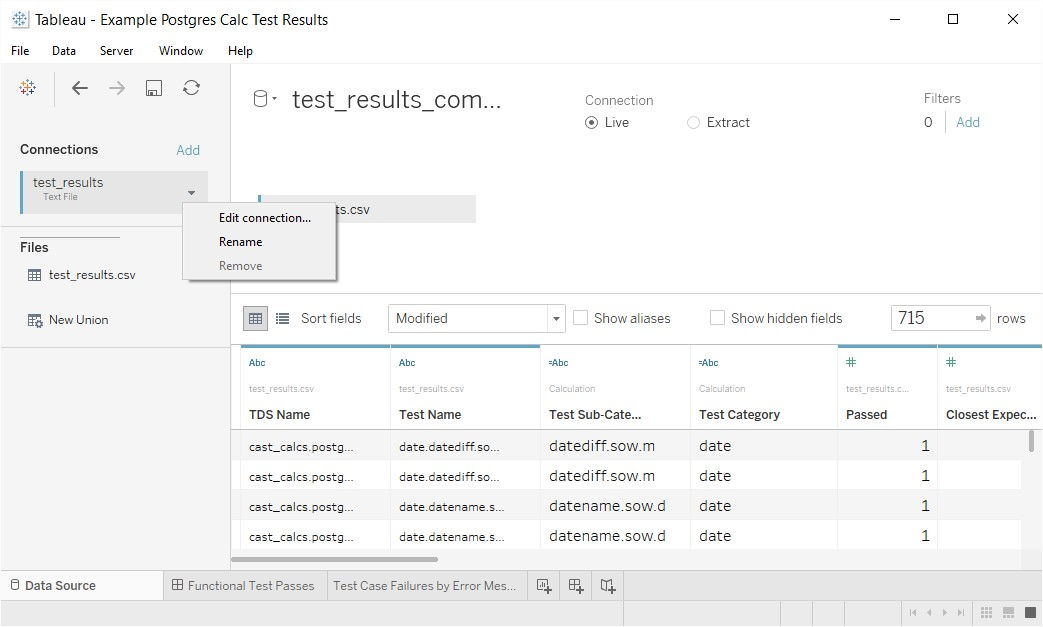 Tableau - Example Postgres Calc Test Results
File Data Server Window Help
Connections Add
test_results
Text File
Edit connection...
Rename
Remove
Files
test_results.csv
New Union
test_results_com...
Connection
Live Extract
Filters
0 Add
ts.csv
Sort fields Modified Show aliases Show hidden fields 715 rows
Abc Abc =Abc =Abc # #
test_results.csv test_results.csv Calculation Calculation test_results.c... test_results.csv
TDS Name Test Name Test Sub-Cate... Test Category Passed Closest Expec...
cast_calcs.postg... date.datediff.so... datediff.sow.m date 1
cast_calcs.postg... date.datediff.so... datediff.sow.m date 1
cast_calcs.postg... date.datename.s... datename.sow.d date 1
cast_calcs.postg... date.datename.s... datename.sow.d date 1
Data Source Functional Test Passes Test Case Failures by Error Mes...